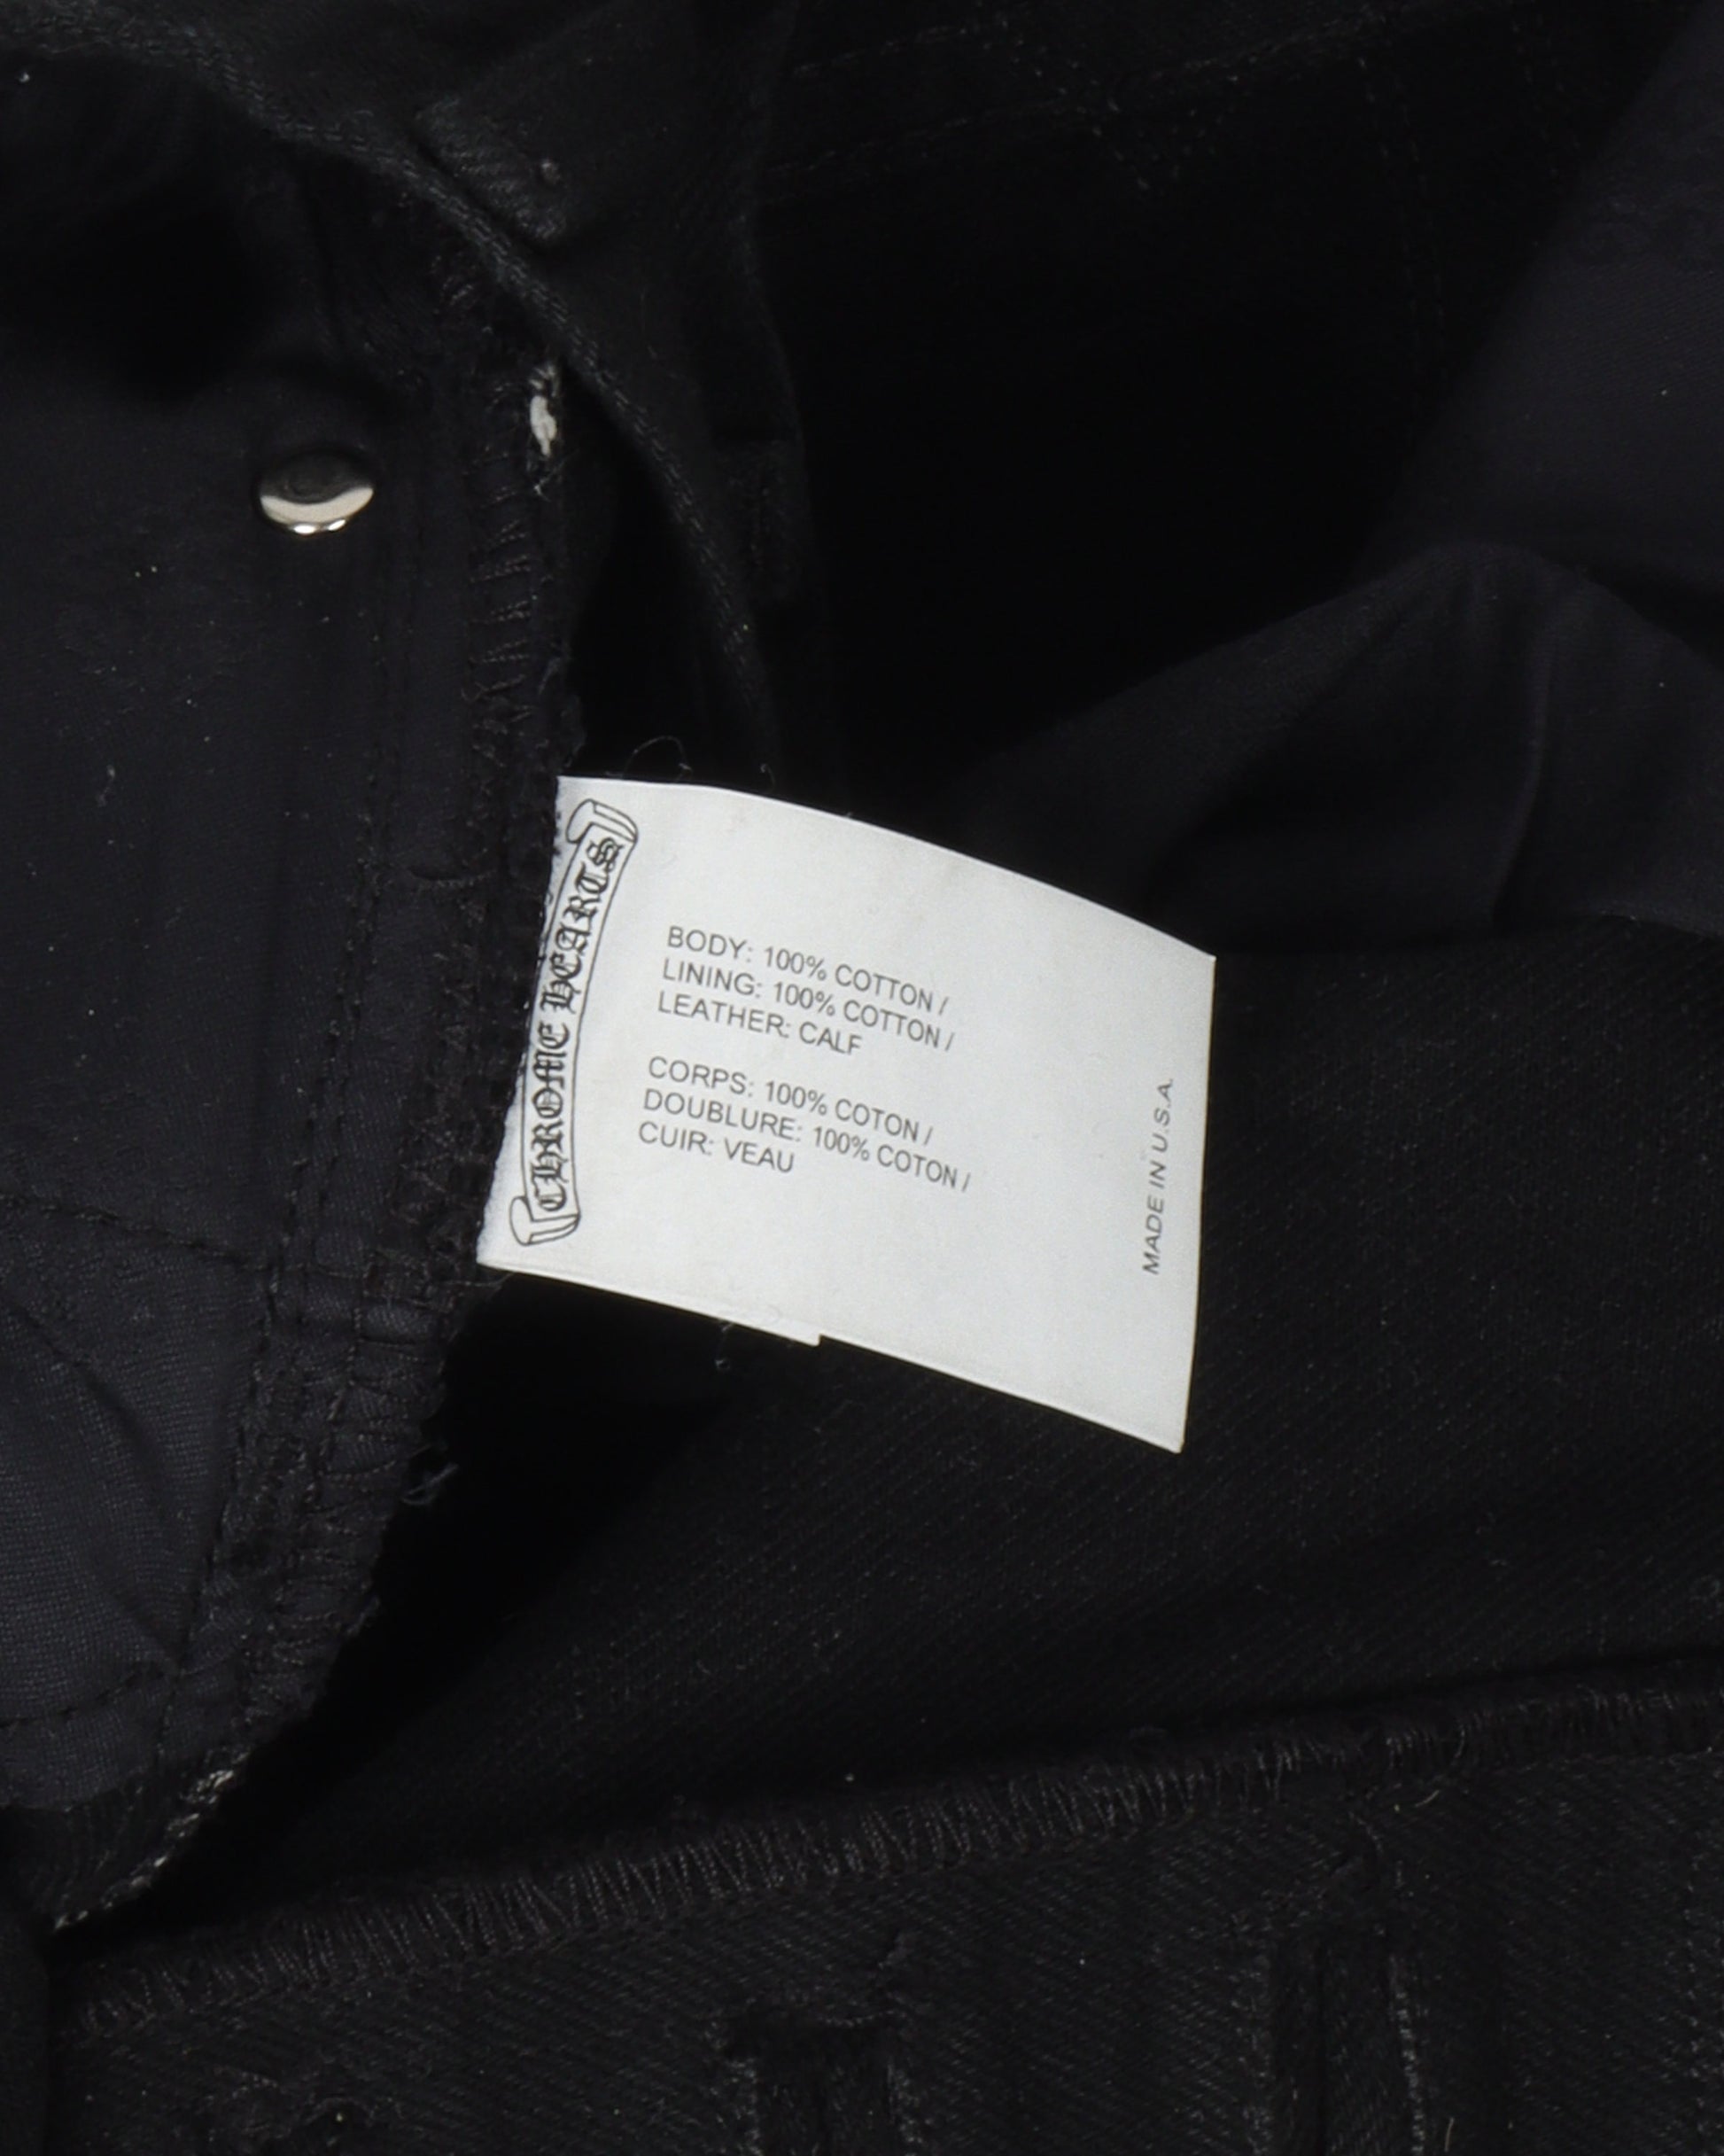 CHROME HEARTS
BODY: 100% COTTON /
LINING: 100% COTTON /
LEATHER: CALF
CORPS: 100% COTON /
DOUBLURE: 100% COTON /
CUIR: VEAU
MADE IN U.S.A.